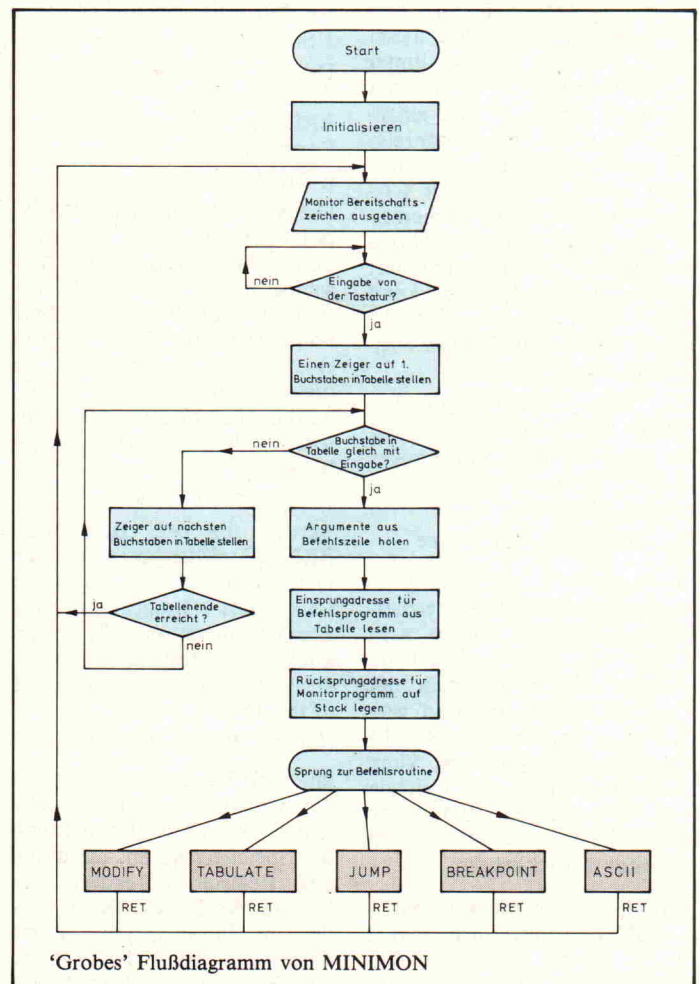 Start
Initialisieren
Monitor Bereitschafts-
zeichen ausgeben
nein
Eingabe von
der Tastatur?
ja
Einen Zeiger auf 1.
Buchstaben in Tabelle stellen
nein
Buchstabe in
Tabelle gleich mit
Eingabe?
ja
Zeiger auf nächsten
Buchstaben in Tabelle stellen
Argumente aus
Befehlszeile holen
ja
Tabellenende
erreicht ?
nein
Einsprungadresse für
Befehlsprogramm aus
Tabelle lesen
Rücksprungadresse für
Monitorprogramm auf
Stack legen
Sprung zur Befehlsroutine
MODIFY
TABULATE
JUMP
BREAKPOINT
ASCII
RET
RET
RET
RET
RET
'Grobes' Flußdiagramm von MINIMON